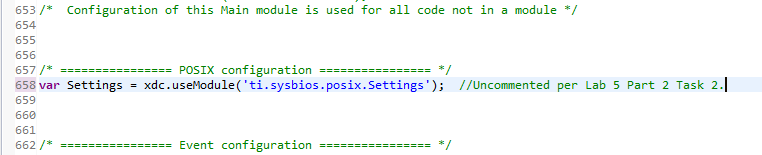 653 /*  Configuration of this Main module is used for all code not in a module */
654
655
656
657 /* ================ POSIX configuration ================ */
658 var Settings = xdc.useModule('ti.sysbios.posix.Settings');  //Uncommented per Lab 5 Part 2 Task 2.
659
660
661
662 /* ================ Event configuration ================ */